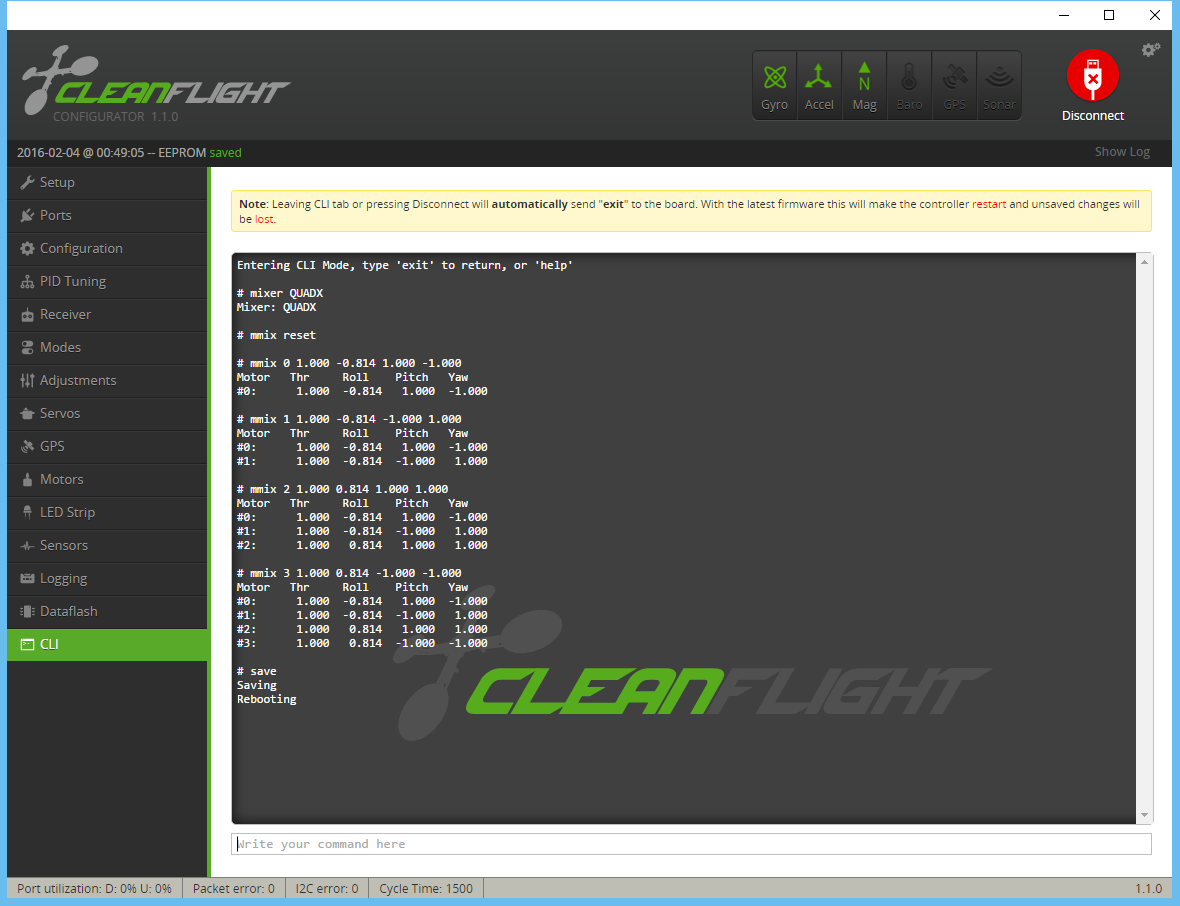 CLEANFLIGHT
CONFIGURATOR 1.1.0
Gyro Accel Mag Baro GPS Sonar
N
Disconnect
2016-02-04 @ 00:49:05 -- EEPROM saved
Show Log
Setup
Ports
Configuration
PID Tuning
Receiver
Modes
Adjustments
Servos
GPS
Motors
LED Strip
Sensors
Logging
Dataflash
CLI
Note: Leaving CLI tab or pressing Disconnect will automatically send "exit" to the board. With the latest firmware this will make the controller restart and unsaved changes will
be lost.
Entering CLI Mode, type 'exit' to return, or 'help'
# mixer QUADX
Mixer: QUADX
# mmix reset
# mmix 0 1.000 -0.814 1.000 -1.000
Motor Thr Roll Pitch Yaw
#0: 1.000 -0.814 1.000 -1.000
# mmix 1 1.000 -0.814 -1.000 1.000
Motor Thr Roll Pitch Yaw
#0: 1.000 -0.814 1.000 -1.000
#1: 1.000 -0.814 -1.000 1.000
# mmix 2 1.000 0.814 1.000 1.000
Motor Thr Roll Pitch Yaw
#0: 1.000 -0.814 1.000 -1.000
#1: 1.000 -0.814 -1.000 1.000
#2: 1.000 0.814 1.000 1.000
# mmix 3 1.000 0.814 -1.000 -1.000
Motor Thr Roll Pitch Yaw
#0: 1.000 -0.814 1.000 -1.000
#1: 1.000 -0.814 -1.000 1.000
#2: 1.000 0.814 1.000 1.000
#3: 1.000 0.814 -1.000 -1.000
# save
Saving
Rebooting
CLEANFLIGHT
Write your command here
Port utilization: D: 0% U: 0% Packet error: 0 I2C error: 0 Cycle Time: 1500 1.1.0